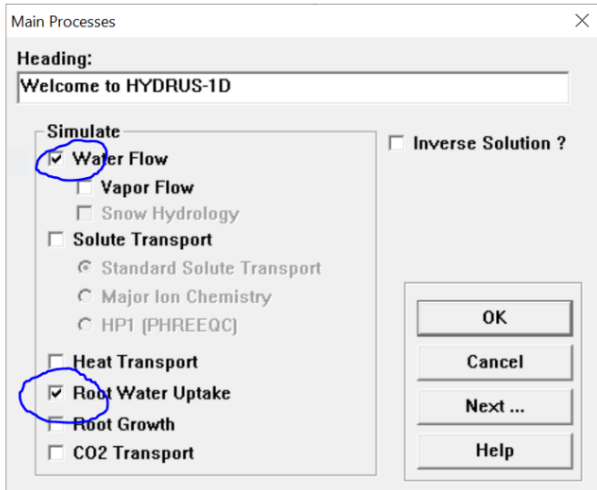 Main Processes
Heading:
Welcome to HYDRUS-1D
Simulate
Water Flow
Inverse Solution ?
Vapor Flow
Snow Hydrology
Solute Transport
Standard Solute Transport
Major Ion Chemistry
HP1 (PHREEQC)
Heat Transport
Root Water Uptake
Root Growth
CO2 Transport
OK
Cancel
Next ...
Help